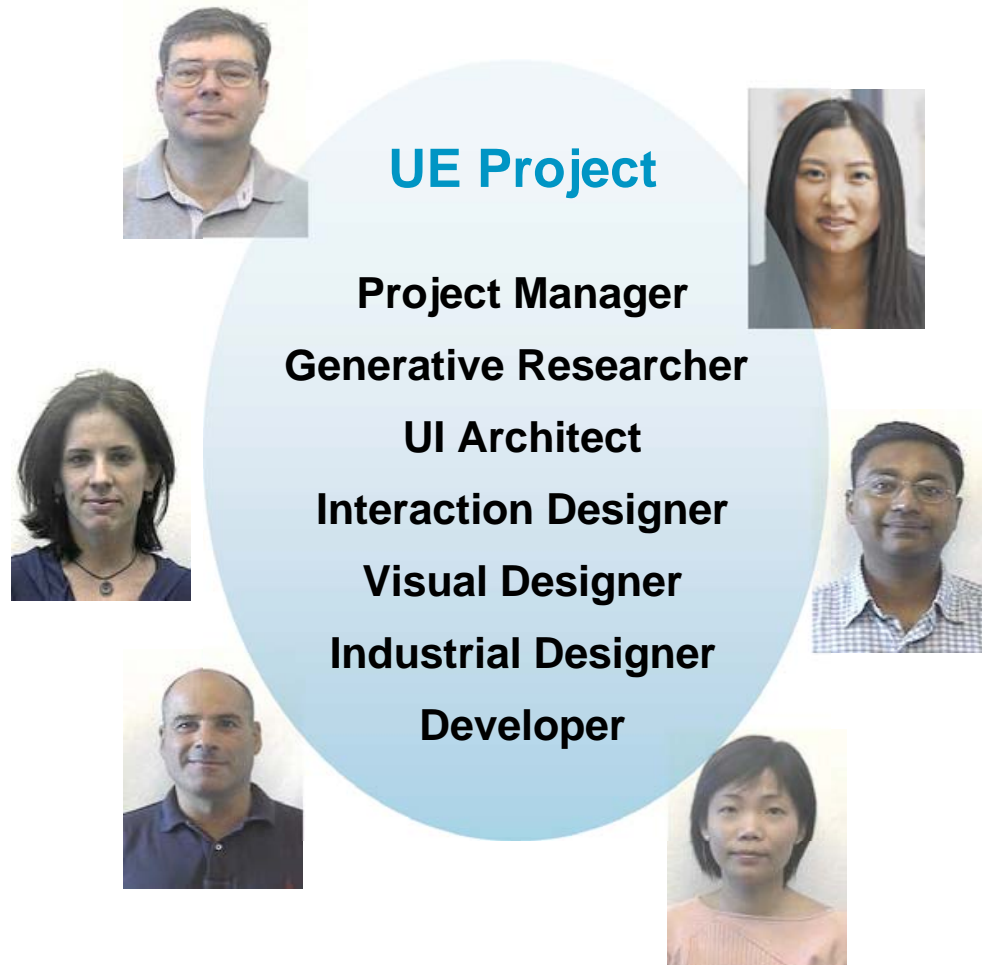 UE Project
Project Manager
Generative Researcher
UI Architect
Interaction Designer
Visual Designer
Industrial Designer
Developer